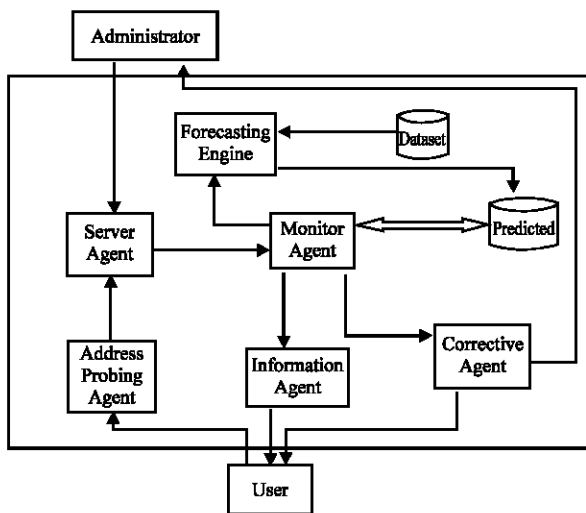 Administrator
Forecasting
Engine
Dataset
Server
Agent
Monitor
Agent
Predicted
Address
Probing
Agent
Information
Agent
Corrective
Agent
User